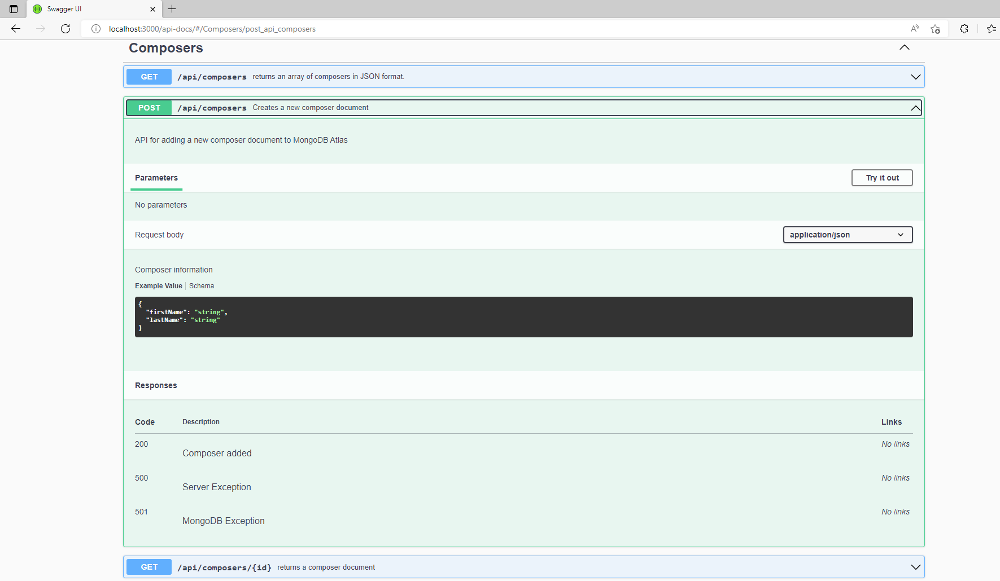 Swagger UI
localhost:3000/api-docs/#/Composers/post_api_composers
Composers
GET /api/composers returns an array of composers in JSON format.
POST /api/composers Creates a new composer document
API for adding a new composer document to MongoDB Atlas
Parameters Try it out
No parameters
Request body application/json
Composer information
Example Value Schema
{
"firstName": "string",
"lastName": "string"
}
Responses
Code Description Links
200 No links
Composer added
500 No links
Server Exception
501 No links
MongoDB Exception
GET /api/composers/{id} returns a composer document